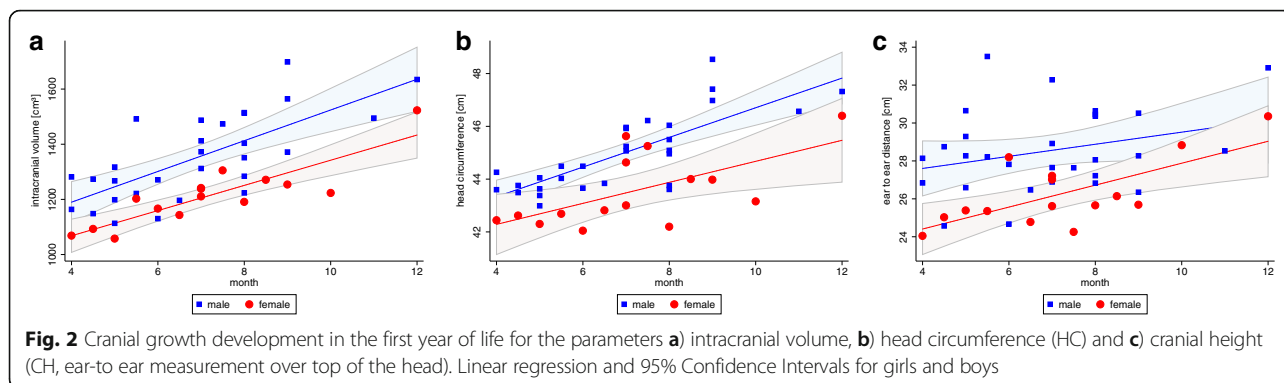 a
b
c
intracranial volume [cm³]
1000 1200 1400 1600
4 6 8 10 12
month
male female
head circumference [cm]
42 44 46 48
4 6 8 10 12
month
male female
ear to ear distance [cm]
24 26 28 30 32 34
4 6 8 10 12
month
male female
Fig. 2 Cranial growth development in the first year of life for the parameters a) intracranial volume, b) head circumference (HC) and c) cranial height
(CH, ear-to ear measurement over top of the head). Linear regression and 95% Confidence Intervals for girls and boys